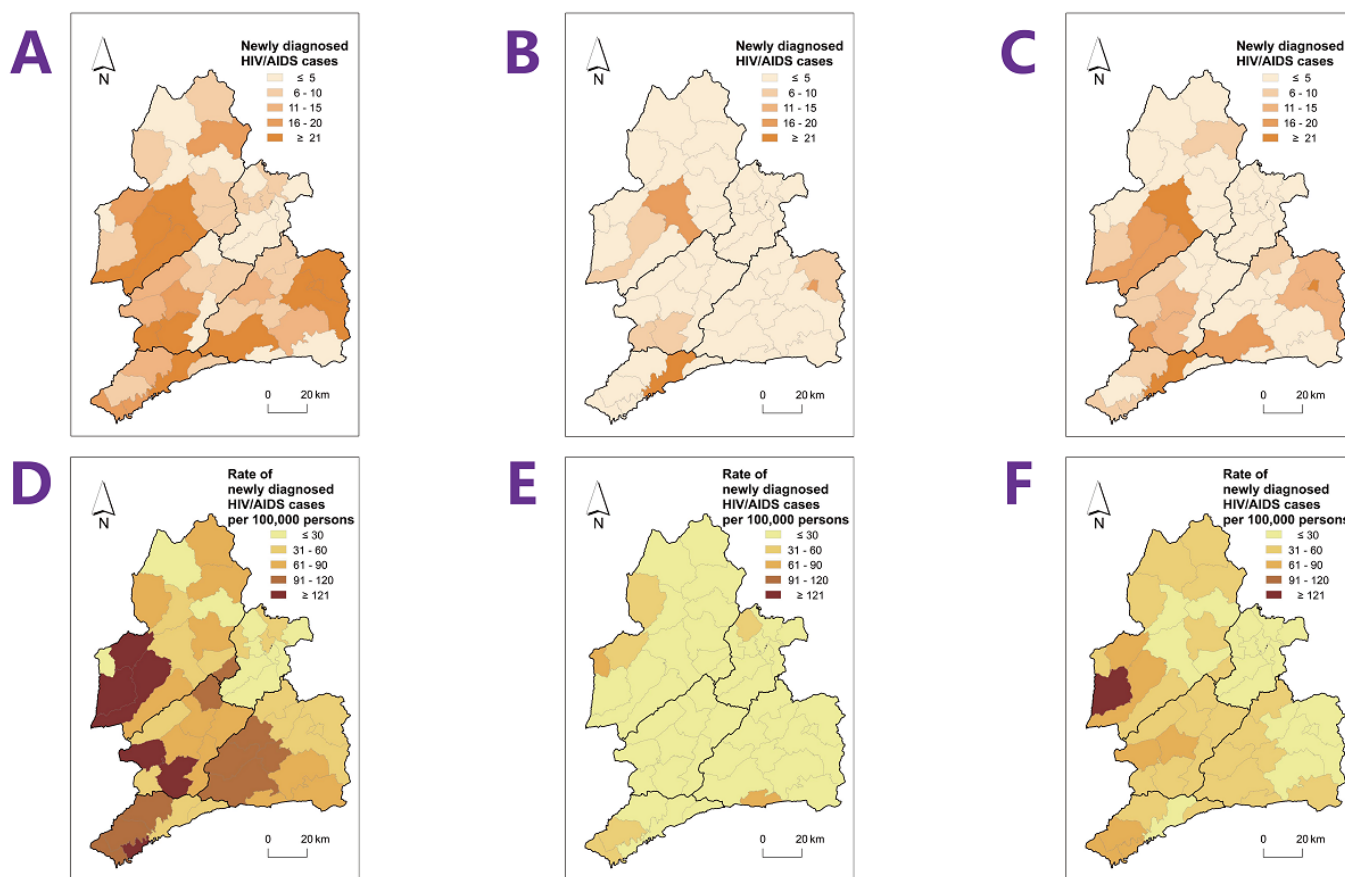 A
Newly diagnosed
HIV/AIDS cases
≤ 5
6 - 10
11 - 15
16 - 20
≥ 21
N
0 20 km
B
Newly diagnosed
HIV/AIDS cases
≤ 5
6 - 10
11 - 15
16 - 20
≥ 21
N
0 20 km
C
Newly diagnosed
HIV/AIDS cases
≤ 5
6 - 10
11 - 15
16 - 20
≥ 21
N
0 20 km
D
Rate of
newly diagnosed
HIV/AIDS cases
per 100,000 persons
≤ 30
31 - 60
61 - 90
91 - 120
≥ 121
N
0 20 km
E
Rate of
newly diagnosed
HIV/AIDS cases
per 100,000 persons
≤ 30
31 - 60
61 - 90
91 - 120
≥ 121
N
0 20 km
F
Rate of
newly diagnosed
HIV/AIDS cases
per 100,000 persons
≤ 30
31 - 60
61 - 90
91 - 120
≥ 121
N
0 20 km